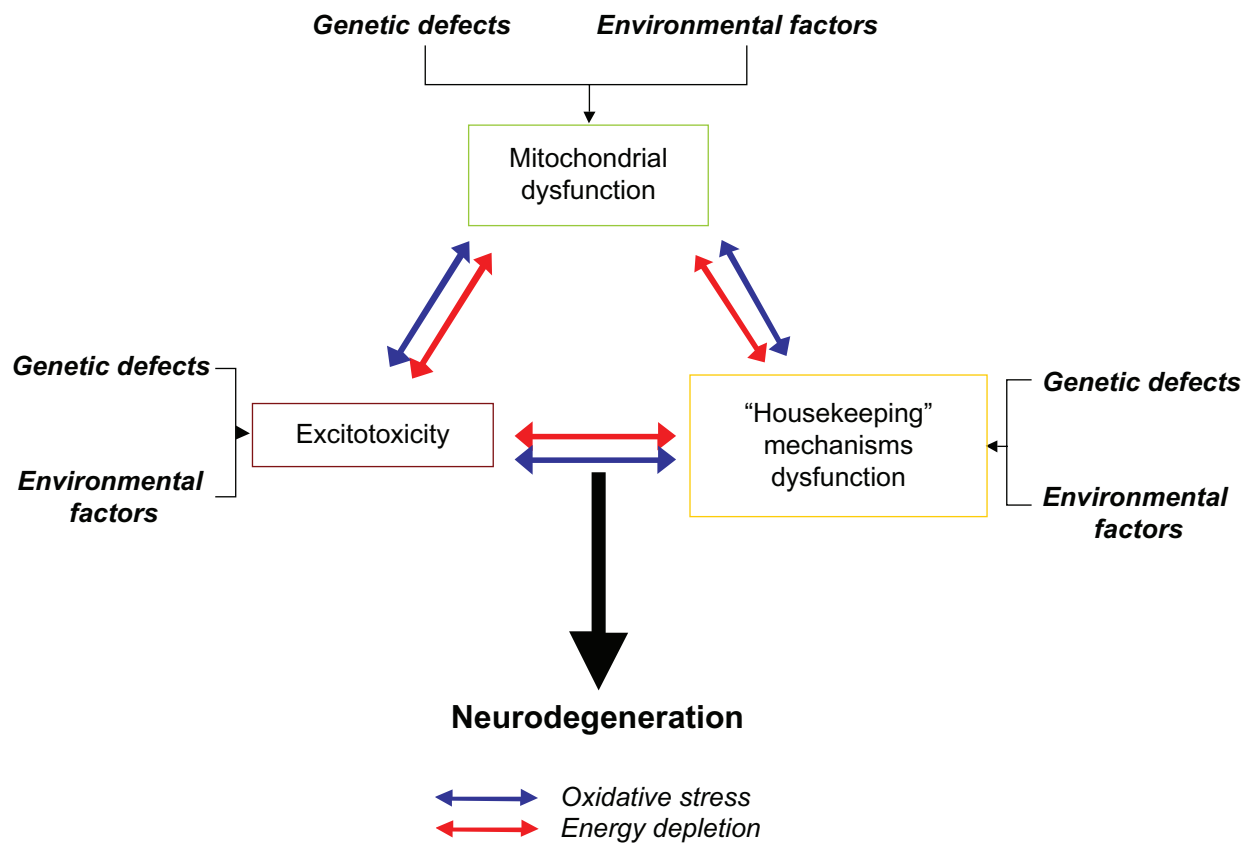 Genetic defects
Environmental factors
Mitochondrial
dysfunction
Genetic defects
Environmental
factors
Excitotoxicity
“Housekeeping”
mechanisms
dysfunction
Genetic defects
Environmental
factors
Neurodegeneration
Oxidative stress
Energy depletion